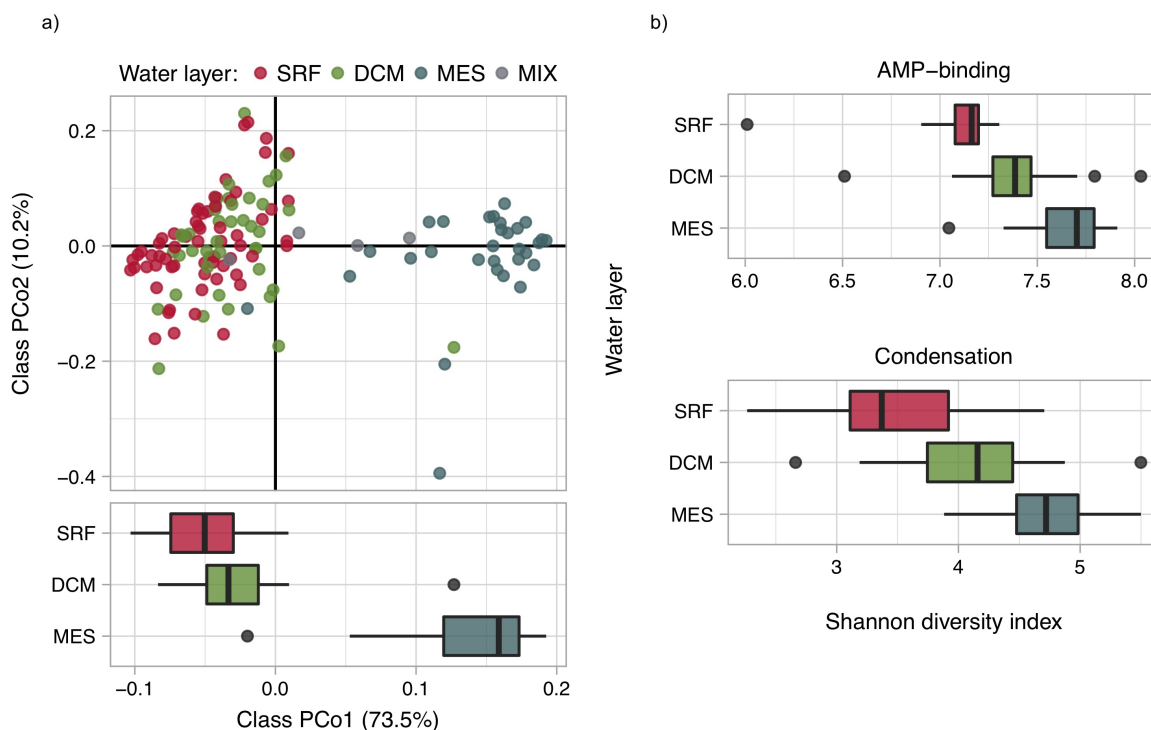 a)
Water layer: SRF DCM MES MIX
Class PCo2 (10.2%)
0.2
0.0
−0.2
−0.4
SRF
DCM
MES
−0.1 0.0 0.1 0.2
Class PCo1 (73.5%)
b)
Water layer
AMP−binding
SRF
DCM
MES
6.0 6.5 7.0 7.5 8.0
Condensation
SRF
DCM
MES
3 4 5
Shannon diversity index